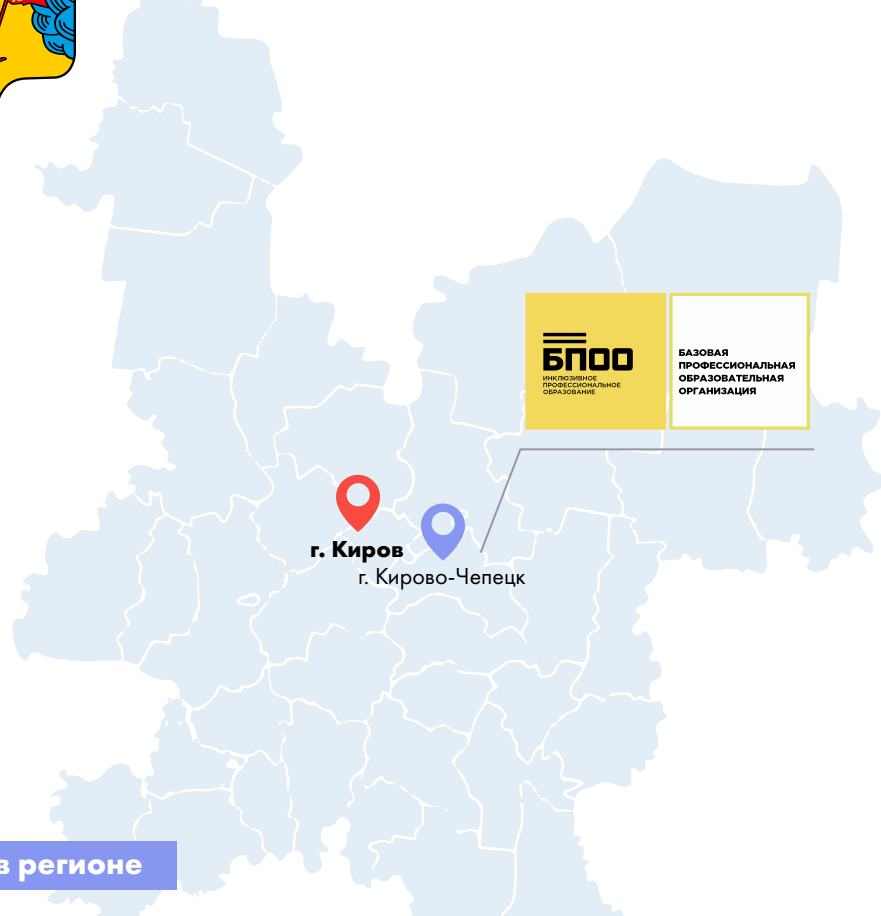 БПОО
ИНКЛЮЗИВНОЕ
ПРОФЕССИОНАЛЬНОЕ
ОБРАЗОВАНИЕ
БАЗОВАЯ
ПРОФЕССИОНАЛЬНАЯ
ОБРАЗОВАТЕЛЬНАЯ
ОРГАНИЗАЦИЯ
г. Киров
г. Кирово-Чепецк
в регионе